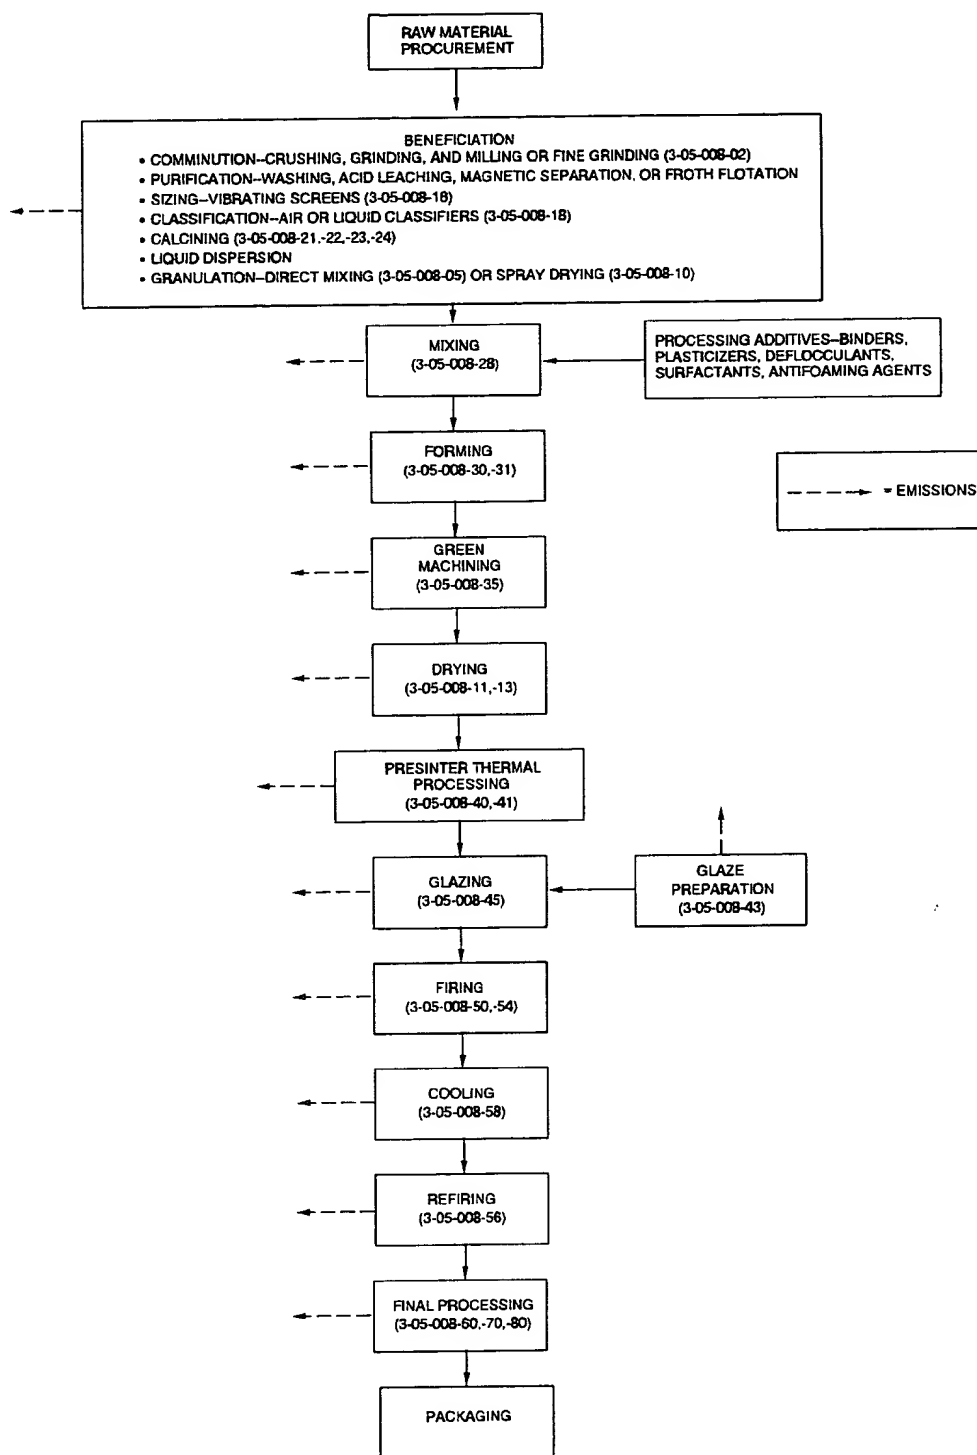 RAW MATERIAL
PROCUREMENT
BENEFICIATION
• COMMINUTION--CRUSHING, GRINDING, AND MILLING OR FINE GRINDING (3-05-008-02)
• PURIFICATION--WASHING, ACID LEACHING, MAGNETIC SEPARATION, OR FROTH FLOTATION
• SIZING--VIBRATING SCREENS (3-05-008-18)
• CLASSIFICATION--AIR OR LIQUID CLASSIFIERS (3-05-008-18)
• CALCINING (3-05-008-21,-22,-23,-24)
• LIQUID DISPERSION
• GRANULATION--DIRECT MIXING (3-05-008-05) OR SPRAY DRYING (3-05-008-10)
MIXING
(3-05-008-28)
PROCESSING ADDITIVES--BINDERS,
PLASTICIZERS, DEFLOCCULANTS,
SURFACTANTS, ANTIFOAMING AGENTS
FORMING
(3-05-008-30,-31)
= EMISSIONS
GREEN
MACHINING
(3-05-008-35)
DRYING
(3-05-008-11,-13)
PRESINTER THERMAL
PROCESSING
(3-05-008-40,-41)
GLAZING
(3-05-008-45)
GLAZE
PREPARATION
(3-05-008-43)
FIRING
(3-05-008-50,-54)
COOLING
(3-05-008-58)
REFIRING
(3-05-008-56)
FINAL PROCESSING
(3-05-008-60,-70,-80)
PACKAGING